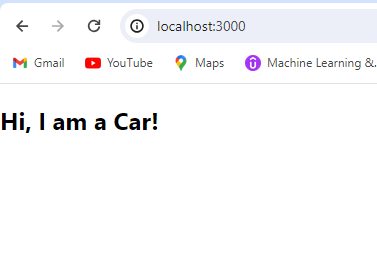 localhost:3000
Gmail YouTube Maps Machine Learning &.
Hi, I am a Car!